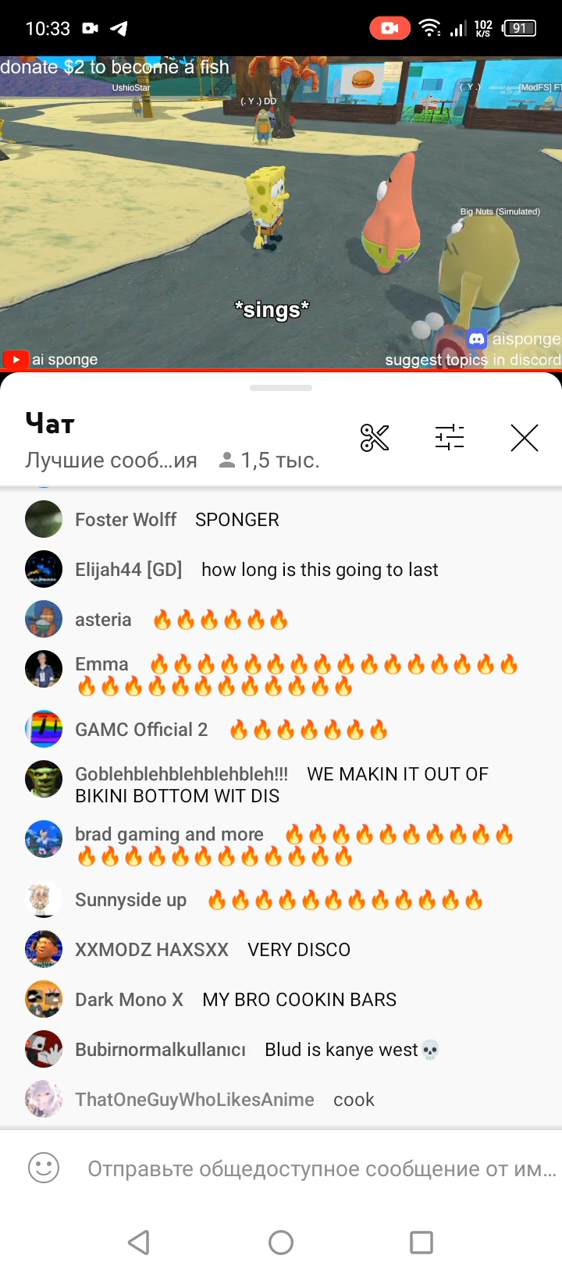 10:33
102
K/S
91
donate $2 to become a fish
UshioStar
(. Y .) DD
(. Y .)
[ModFS] F
Big Nuts (Simulated)
*sings*
aisponge
ai sponge
suggest topics in discord
Чат
Лучшие сооб...ия 1,5 тыс.
Foster Wolff SPONGER
Elijah44 [GD] how long is this going to last
asteria 🔥🔥🔥🔥🔥🔥
Emma 🔥🔥🔥🔥🔥🔥🔥🔥🔥🔥🔥🔥🔥🔥🔥🔥
🔥🔥🔥🔥🔥🔥🔥🔥🔥🔥🔥🔥
GAMC Official 2 🔥🔥🔥🔥🔥🔥🔥
Goblehblehblehblehbleh!!! WE MAKIN IT OUT OF
BIKINI BOTTOM WIT DIS
brad gaming and more 🔥🔥🔥🔥🔥🔥🔥🔥🔥🔥
🔥🔥🔥🔥🔥🔥🔥🔥🔥🔥🔥🔥
Sunnyside up 🔥🔥🔥🔥🔥🔥🔥🔥🔥🔥🔥🔥
XXMODZ HAXSXX VERY DISCO
Dark Mono X MY BRO COOKIN BARS
Bubirnormalkullanıcı Blud is kanye west💀
ThatOneGuyWhoLikesAnime cook
Отправьте общедоступное сообщение от им...